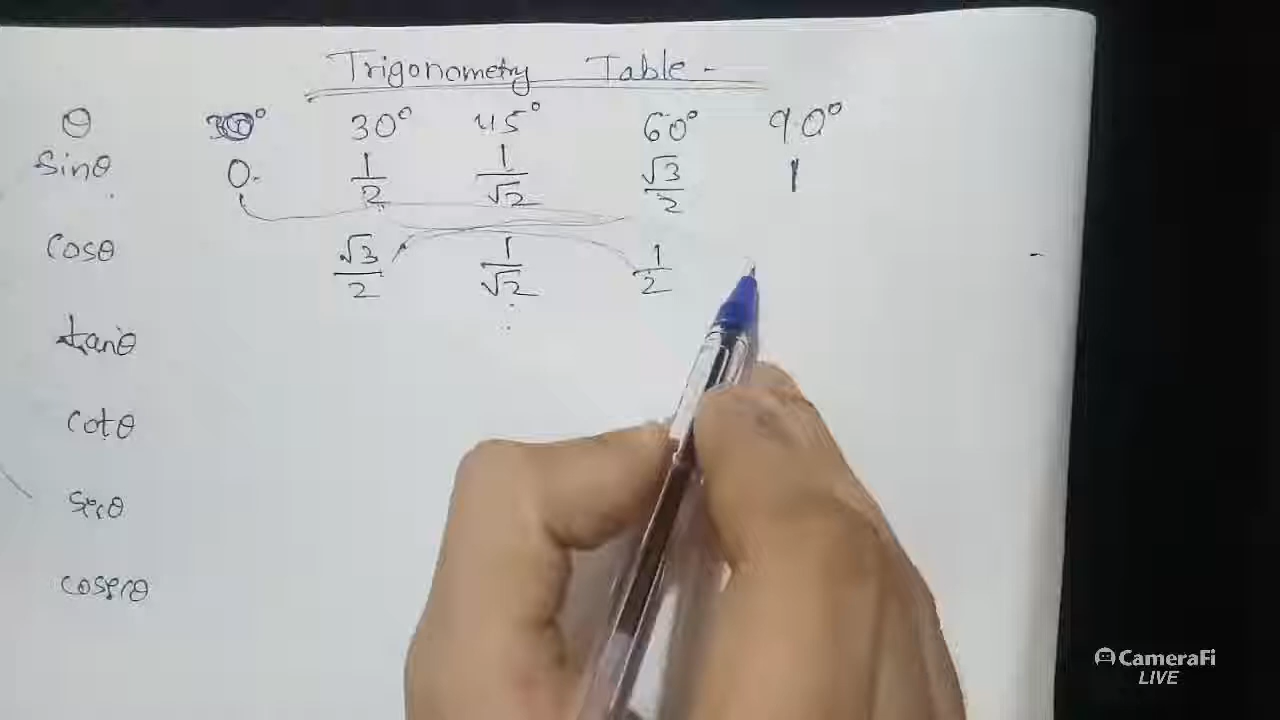 Trigonometry Table -
θ 30° 45° 60° 90°
sinθ 0. 1/2 1/√2 √3/2 1
cosθ √3/2 1/√2 1/2
tanθ
cotθ
secθ
cosecθ
CameraFi
LIVE